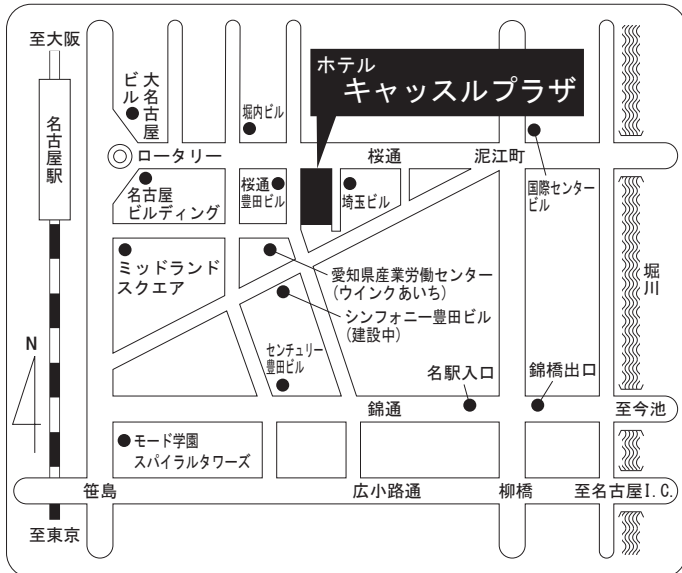 至大阪
名古屋駅
大名古屋
ビル
堀内ビル
ホテル
キャッスルプラザ
ロータリー
桜通
泥江町
名古屋
ビルディング
桜通
豊田ビル
埼玉ビル
国際センター
ビル
ミッドランド
スクエア
愛知県産業労働センター
(ウインクあいち)
シンフォニー豊田ビル
(建設中)
堀川
N
センチュリー
豊田ビル
名駅入口
錦橋出口
錦通
至今池
モード学園
スパイラルタワーズ
笹島
広小路通
柳橋
至名古屋I.C.
至東京